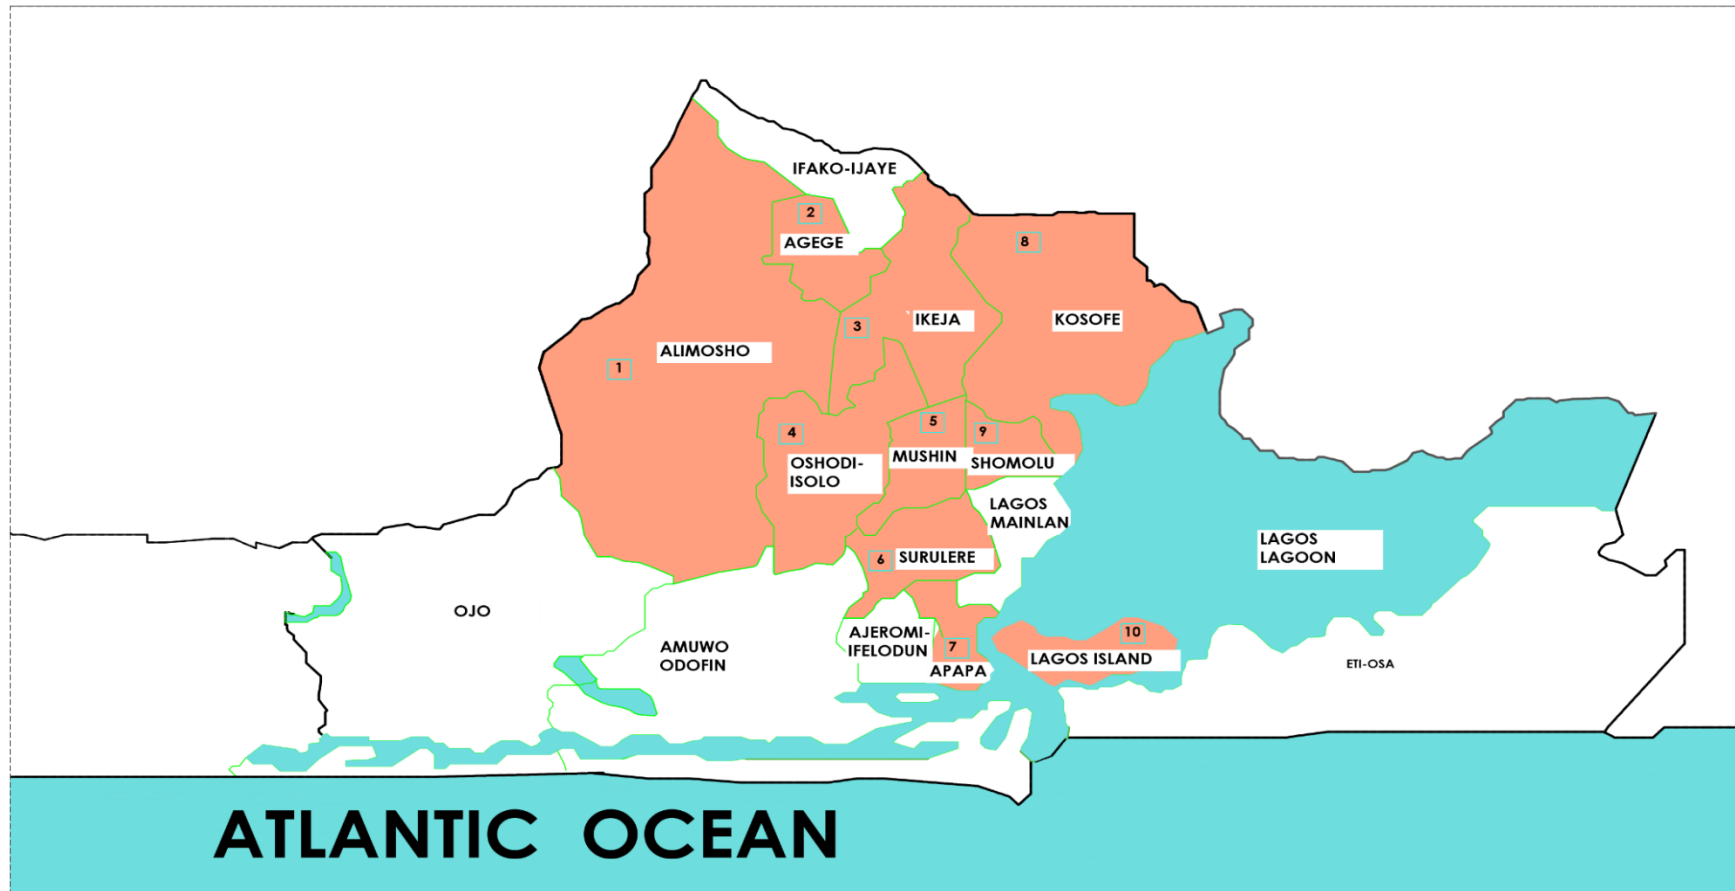 IFAKO-IJAYE
2
AGEGE
8
3
IKEJA
KOSOFE
1
ALIMOSHO
4
5
9
OSHODI-
ISOLO
MUSHIN
SHOMOLU
LAGOS
MAINLAN
6
SURULERE
LAGOS
LAGOON
OJO
AMUWO
ODOFIN
AJEROMI-
IFELODUN
7
APAPA
10
LAGOS ISLAND
ETI-OSA
ATLANTIC OCEAN